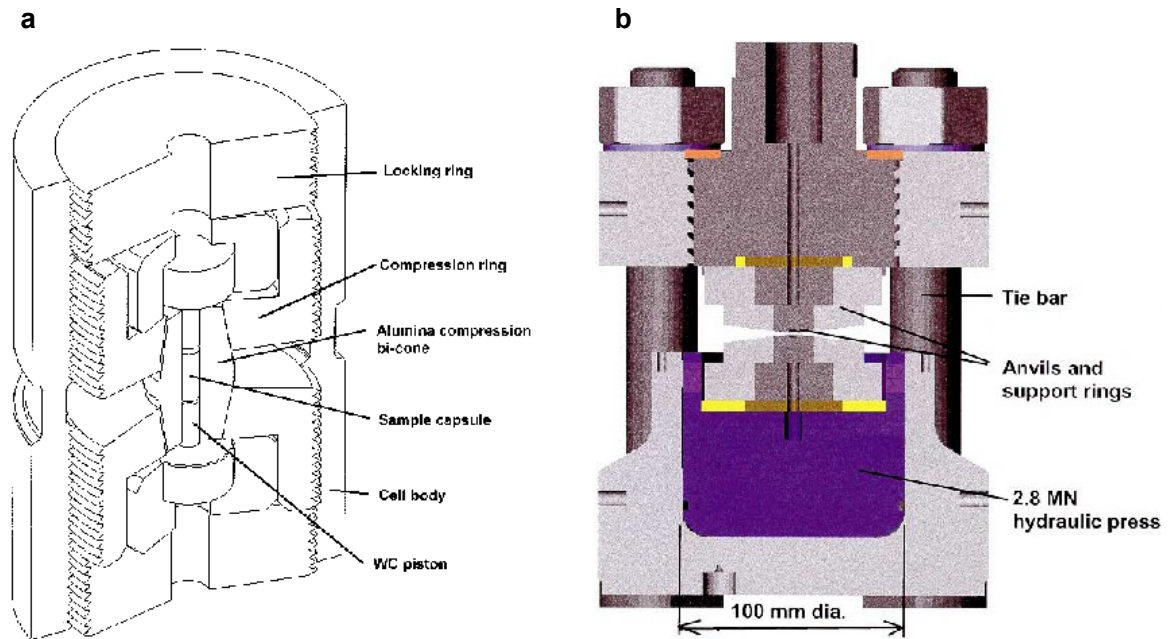 a
Locking ring
Compression ring
Alumina compression
bi-cone
Sample capsule
Cell body
WC piston
b
Tie bar
Anvils and
support rings
2.8 MN
hydraulic press
100 mm dia.